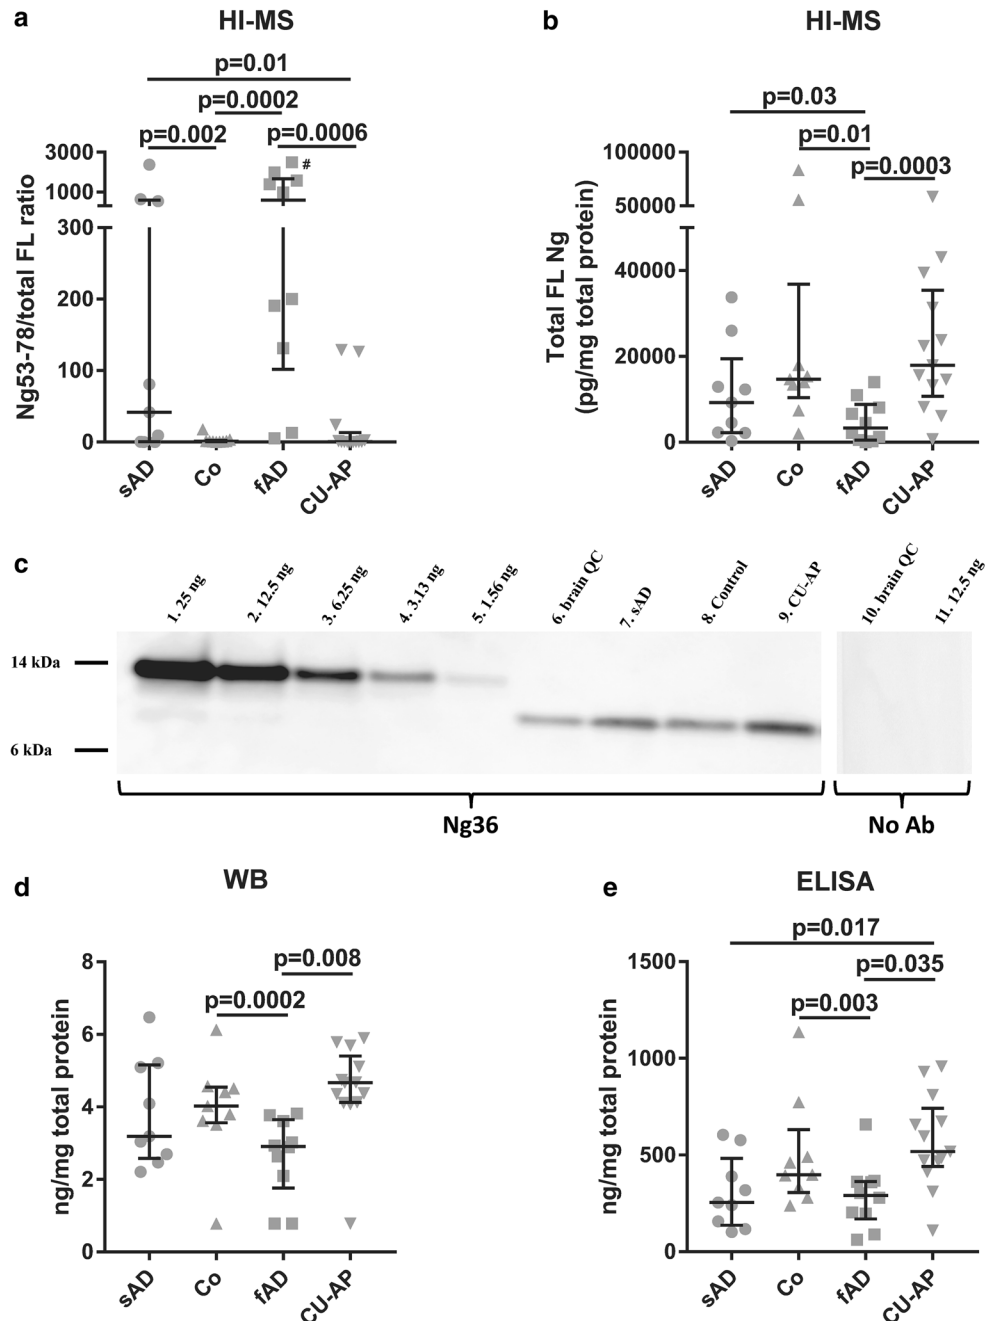 a
HI-MS
p=0.01
p=0.0002
p=0.002
p=0.0006
#
Ng53-78/total FL ratio
3000
1000
300
200
100
0
sAD
Co
fAD
CU-AP
b
HI-MS
p=0.03
p=0.01
p=0.0003
Total FL Ng
(pg/mg total protein)
100000
50000
40000
20000
0
sAD
Co
fAD
CU-AP
c
1. 25 ng
2. 12.5 ng
3. 6.25 ng
4. 3.13 ng
5. 1.56 ng
6. brain QC
7. sAD
8. Control
9. CU-AP
10. brain QC
11. 12.5 ng
14 kDa
6 kDa
Ng36
No Ab
d
WB
p=0.008
p=0.0002
ng/mg total protein
8
6
4
2
0
sAD
Co
fAD
CU-AP
e
ELISA
p=0.017
p=0.035
p=0.003
ng/mg total protein
1500
1000
500
0
sAD
Co
fAD
CU-AP